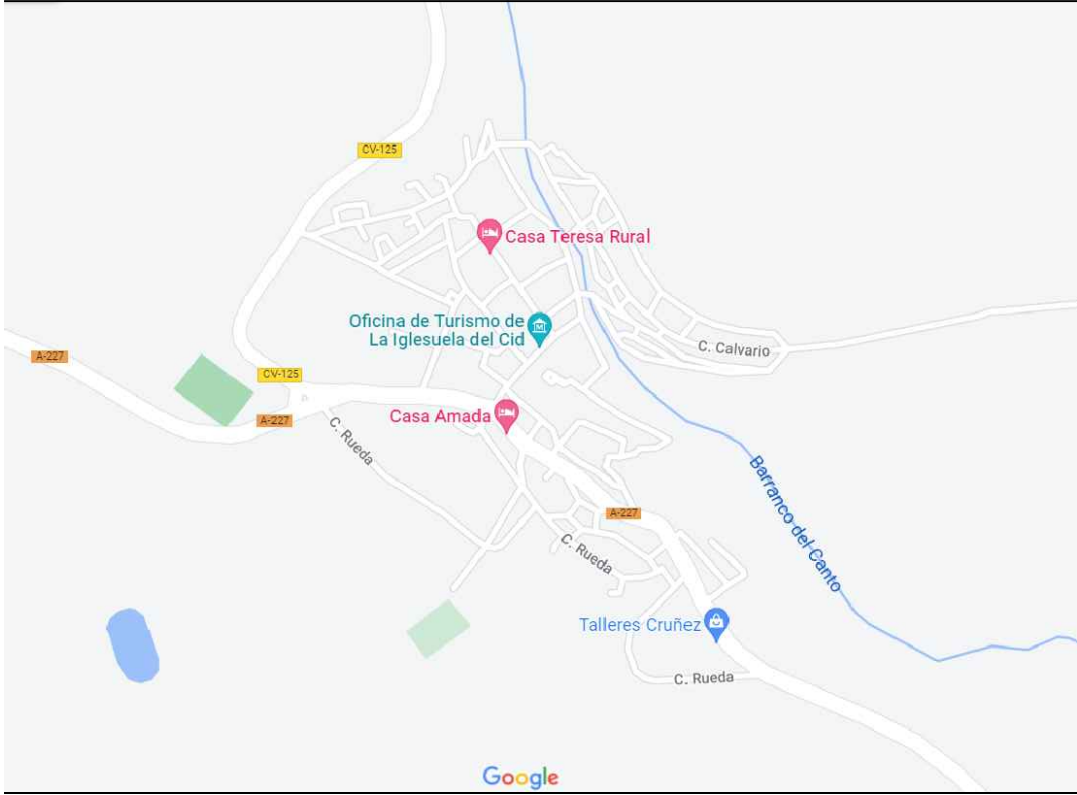 CV-125
Casa Teresa Rural
Oficina de Turismo de
La Iglesuela del Cid
C. Calvario
A-227
CV-125
Casa Amada
A-227
C. Rueda
Barranco del Canto
A-227
C. Rueda
Talleres Cruñez
C. Rueda
Google